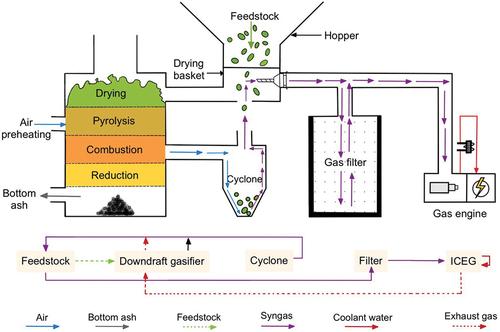 Feedstock
Hopper
Drying
basket
Drying
Air
preheating
Pyrolysis
Combustion
Reduction
Bottom
ash
Cyclone
Gas filter
Gas engine
Feedstock
Downdraft gasifier
Cyclone
Filter
ICEG
Air
Bottom ash
Feedstock
Syngas
Coolant water
Exhaust gas